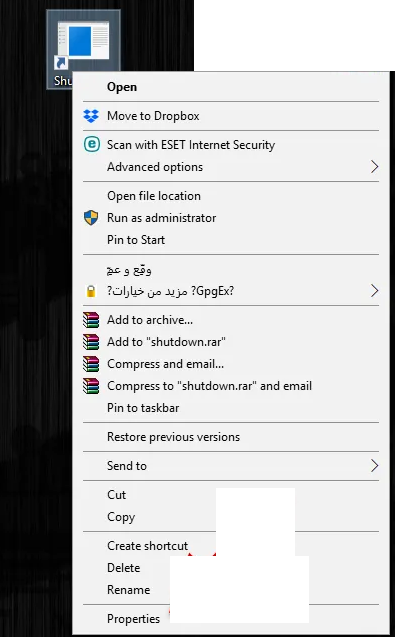 Shu
Open
Move to Dropbox
Scan with ESET Internet Security
Advanced options
Open file location
Run as administrator
Pin to Start
وقّع و عمّ
?مزيد من خيارات ?GpgEx?
Add to archive...
Add to "shutdown.rar"
Compress and email...
Compress to "shutdown.rar" and email
Pin to taskbar
Restore previous versions
Send to
Cut
Copy
Create shortcut
Delete
Rename
Properties